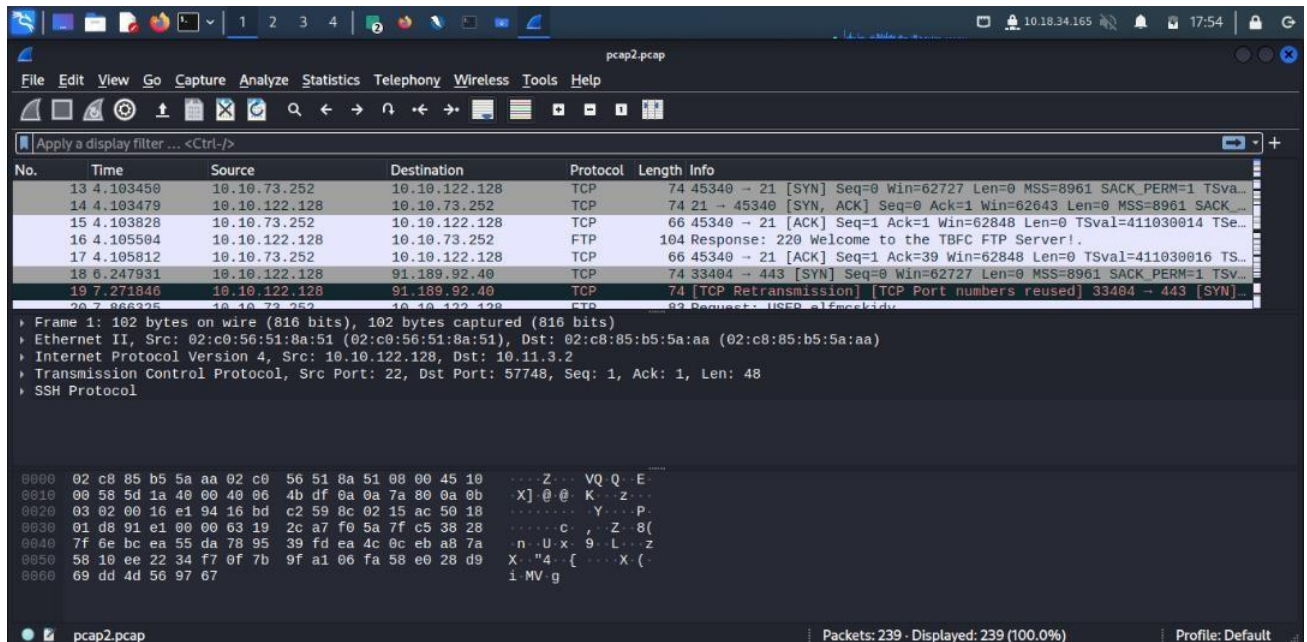 1 2 3 4 10.18.34.165 17:54
pcap2.pcap
File Edit View Go Capture Analyze Statistics Telephony Wireless Tools Help
Apply a display filter ... <Ctrl-/>
No. Time Source Destination Protocol Length Info
13 4.103450 10.10.73.252 10.10.122.128 TCP 74 45340 → 21 [SYN] Seq=0 Win=62727 Len=0 MSS=8961 SACK_PERM=1 TSva…
14 4.103479 10.10.122.128 10.10.73.252 TCP 74 21 → 45340 [SYN, ACK] Seq=0 Ack=1 Win=62643 Len=0 MSS=8961 SACK_…
15 4.103828 10.10.73.252 10.10.122.128 TCP 66 45340 → 21 [ACK] Seq=1 Ack=1 Win=62848 Len=0 TSval=411030014 TSe…
16 4.105504 10.10.122.128 10.10.73.252 FTP 104 Response: 220 Welcome to the TBFC FTP Server!.
17 4.105812 10.10.73.252 10.10.122.128 TCP 66 45340 → 21 [ACK] Seq=1 Ack=39 Win=62848 Len=0 TSval=411030016 TS…
18 6.247931 10.10.122.128 91.189.92.40 TCP 74 33404 → 443 [SYN] Seq=0 Win=62727 Len=0 MSS=8961 SACK_PERM=1 TSv…
19 7.271846 10.10.122.128 91.189.92.40 TCP 74 [TCP Retransmission] [TCP Port numbers reused] 33404 → 443 [SYN]…
20 7.866325 10.10.73.252 10.10.122.128 FTP 83 Request: USER elfmcskidy
Frame 1: 102 bytes on wire (816 bits), 102 bytes captured (816 bits)
Ethernet II, Src: 02:c0:56:51:8a:51 (02:c0:56:51:8a:51), Dst: 02:c8:85:b5:5a:aa (02:c8:85:b5:5a:aa)
Internet Protocol Version 4, Src: 10.10.122.128, Dst: 10.11.3.2
Transmission Control Protocol, Src Port: 22, Dst Port: 57748, Seq: 1, Ack: 1, Len: 48
SSH Protocol
0000 02 c8 85 b5 5a aa 02 c0 56 51 8a 51 08 00 45 10 ····Z··· VQ·Q··E·
0010 00 58 5d 1a 40 00 40 06 4b df 0a 0a 7a 80 0a 0b ·X]·@·@· K···z···
0020 03 02 00 16 e1 94 16 bd c2 59 8c 02 15 ac 50 18 ········ ·Y····P·
0030 01 d8 91 e1 00 00 63 19 2c a7 f0 5a 7f c5 38 28 ······c· ,··Z··8(
0040 7f 6e bc ea 55 da 78 95 39 fd ea 4c 0c eb a8 7a ·n··U·x· 9··L···z
0050 58 10 ee 22 34 f7 0f 7b 9f a1 06 fa 58 e0 28 d9 X··"4··{ ····X·(·
0060 69 dd 4d 56 97 67 i·MV·g
pcap2.pcap Packets: 239 · Displayed: 239 (100.0%) Profile: Default